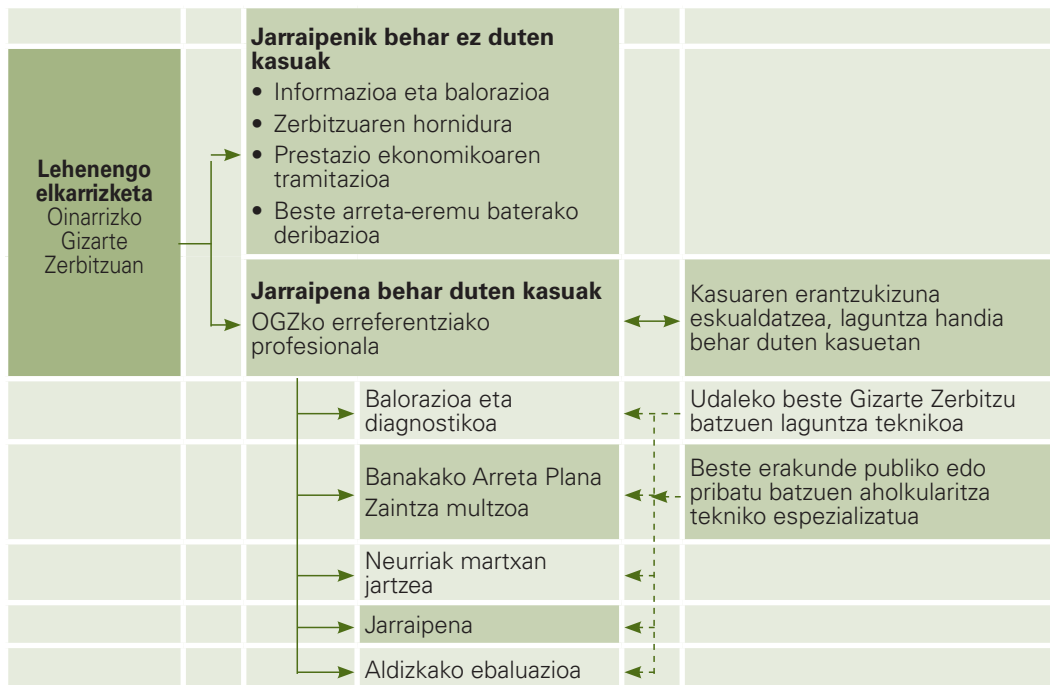 Lehenengo
elkarrizketa
Oinarrizko
Gizarte
Zerbitzuan
Jarraipenik behar ez duten
kasuak
• Informazioa eta balorazioa
• Zerbitzuaren hornidura
• Prestazio ekonomikoaren
tramitazioa
• Beste arreta-eremu baterako
deribazioa
Jarraipena behar duten kasuak
OGZko erreferentziako
profesionala
Kasuaren erantzukizuna
eskualdatzea, laguntza handia
behar duten kasuetan
Balorazioa eta
diagnostikoa
Udaleko beste Gizarte Zerbitzu
batzuen laguntza teknikoa
Banakako Arreta Plana
Zaintza multzoa
Beste erakunde publiko edo
pribatu batzuen aholkularitza
tekniko espezializatua
Neurriak martxan
jartzea
Jarraipena
Aldizkako ebaluazioa